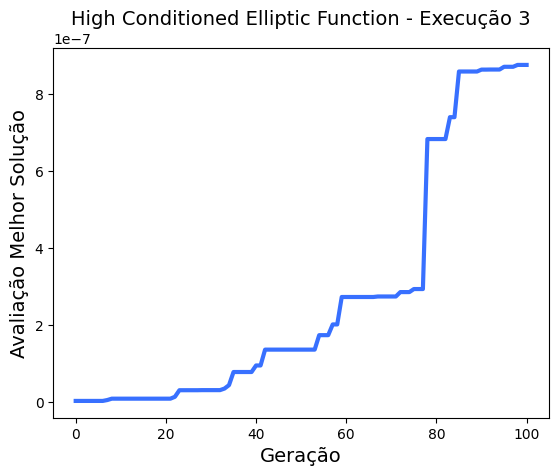 High Conditioned Elliptic Function - Execução 3
1e−7
8
6
4
2
0
Avaliação Melhor Solução
0 20 40 60 80 100
Geração